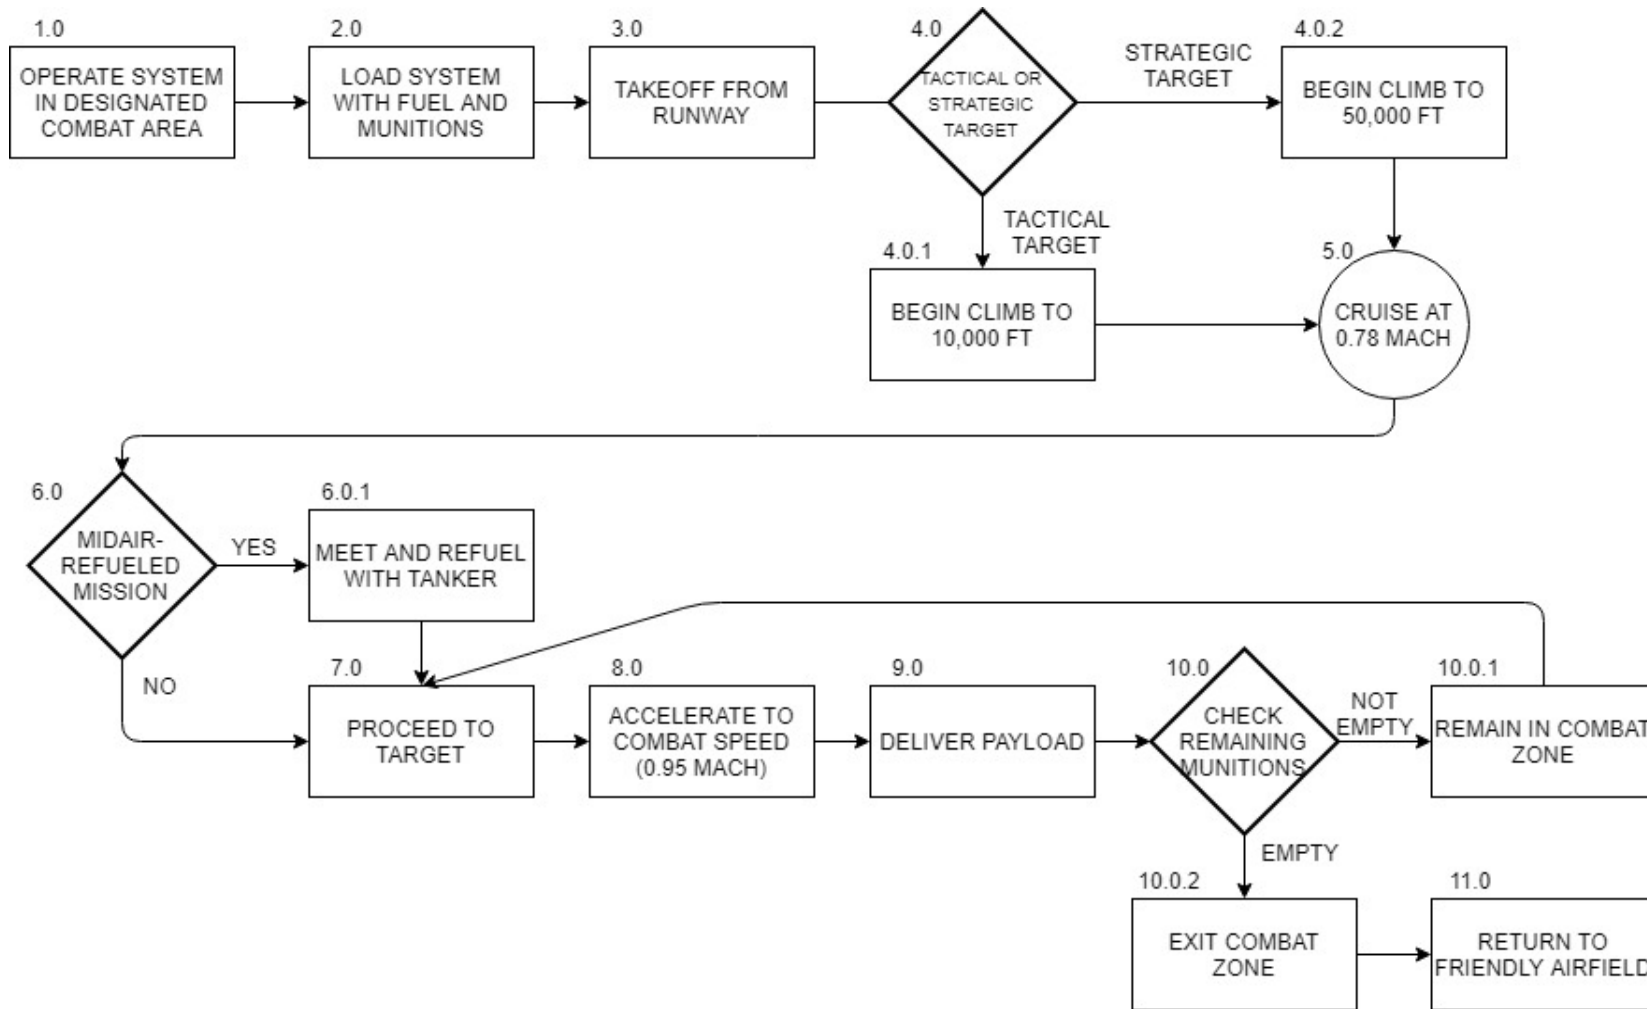 1.0
OPERATE SYSTEM
IN DESIGNATED
COMBAT AREA
2.0
LOAD SYSTEM
WITH FUEL AND
MUNITIONS
3.0
TAKEOFF FROM
RUNWAY
4.0
TACTICAL OR
STRATEGIC
TARGET
STRATEGIC
TARGET
4.0.2
BEGIN CLIMB TO
50,000 FT
TACTICAL
TARGET
4.0.1
BEGIN CLIMB TO
10,000 FT
5.0
CRUISE AT
0.78 MACH
6.0
MIDAIR-
REFUELED
MISSION
YES
6.0.1
MEET AND REFUEL
WITH TANKER
NO
7.0
PROCEED TO
TARGET
8.0
ACCELERATE TO
COMBAT SPEED
(0.95 MACH)
9.0
DELIVER PAYLOAD
10.0
CHECK
REMAINING
MUNITIONS
NOT
EMPTY
10.0.1
REMAIN IN COMBAT
ZONE
EMPTY
10.0.2
EXIT COMBAT
ZONE
11.0
RETURN TO
FRIENDLY AIRFIELD